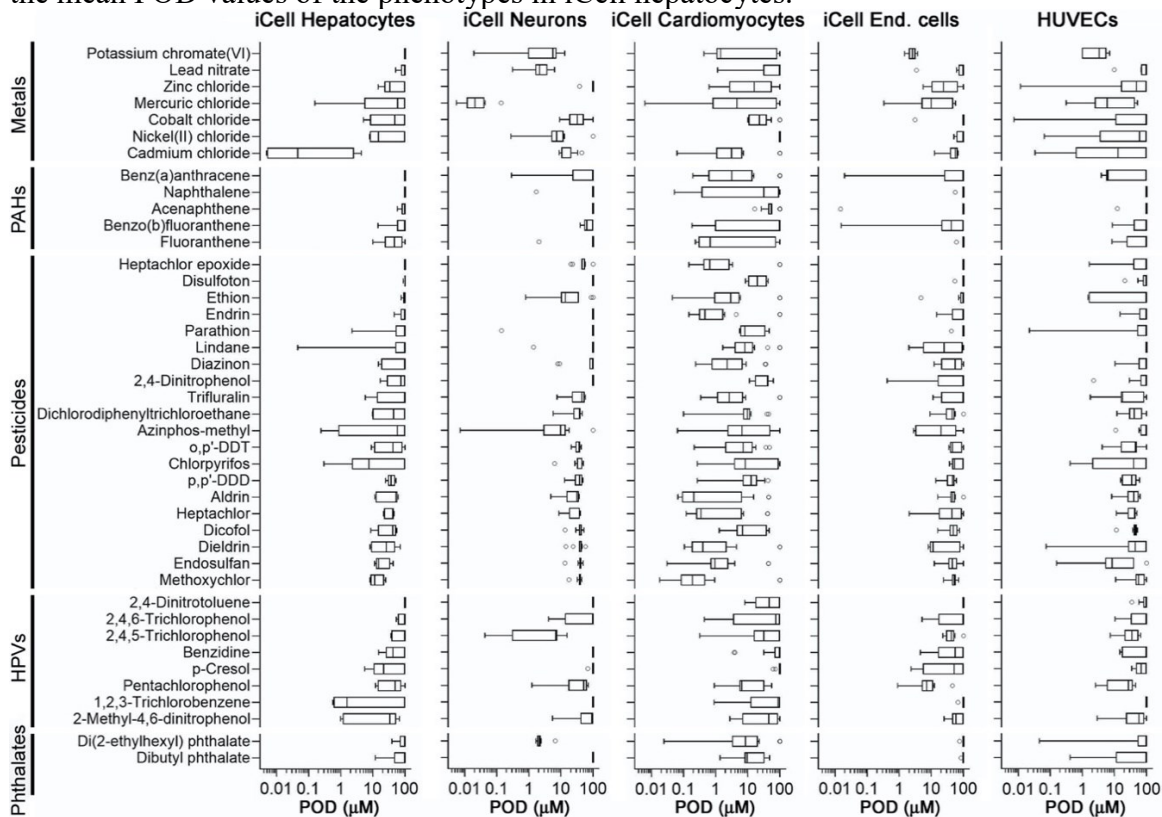 the mean POD values of the phenotypes in iCell hepatocytes.
iCell Hepatocytes iCell Neurons iCell Cardiomyocytes iCell End. cells HUVECs
Metals
Potassium chromate(VI)
Lead nitrate
Zinc chloride
Mercuric chloride
Cobalt chloride
Nickel(II) chloride
Cadmium chloride
PAHs
Benz(a)anthracene
Naphthalene
Acenaphthene
Benzo(b)fluoranthene
Fluoranthene
Pesticides
Heptachlor epoxide
Disulfoton
Ethion
Endrin
Parathion
Lindane
Diazinon
2,4-Dinitrophenol
Trifluralin
Dichlorodiphenyltrichloroethane
Azinphos-methyl
o,p'-DDT
Chlorpyrifos
p,p'-DDD
Aldrin
Heptachlor
Dicofol
Dieldrin
Endosulfan
Methoxychlor
HPVs
2,4-Dinitrotoluene
2,4,6-Trichlorophenol
2,4,5-Trichlorophenol
Benzidine
p-Cresol
Pentachlorophenol
1,2,3-Trichlorobenzene
2-Methyl-4,6-dinitrophenol
Phthalates
Di(2-ethylhexyl) phthalate
Dibutyl phthalate
0.01 0.1 1 10 100 0.01 0.1 1 10 100 0.01 0.1 1 10 100 0.01 0.1 1 10 100 0.01 0.1 1 10 100
POD (µM) POD (µM) POD (µM) POD (µM) POD (µM)